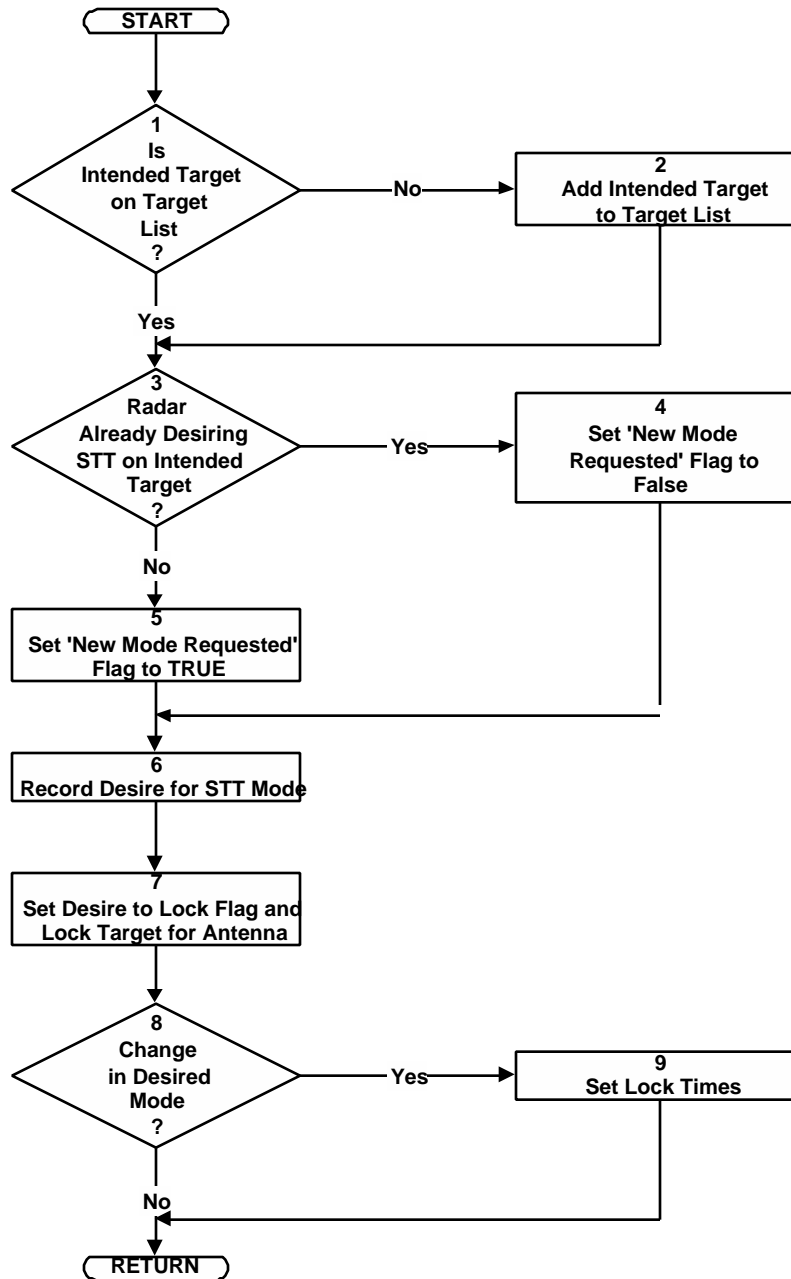 START
1
Is
Intended Target
on Target
List
?
No
2
Add Intended Target
to Target List
Yes
3
Radar
Already Desiring
STT on Intended
Target
?
Yes
4
Set 'New Mode
Requested' Flag to
False
No
5
Set 'New Mode Requested'
Flag to TRUE
6
Record Desire for STT Mode
7
Set Desire to Lock Flag and
Lock Target for Antenna
8
Change
in Desired
Mode
?
Yes
9
Set Lock Times
No
RETURN